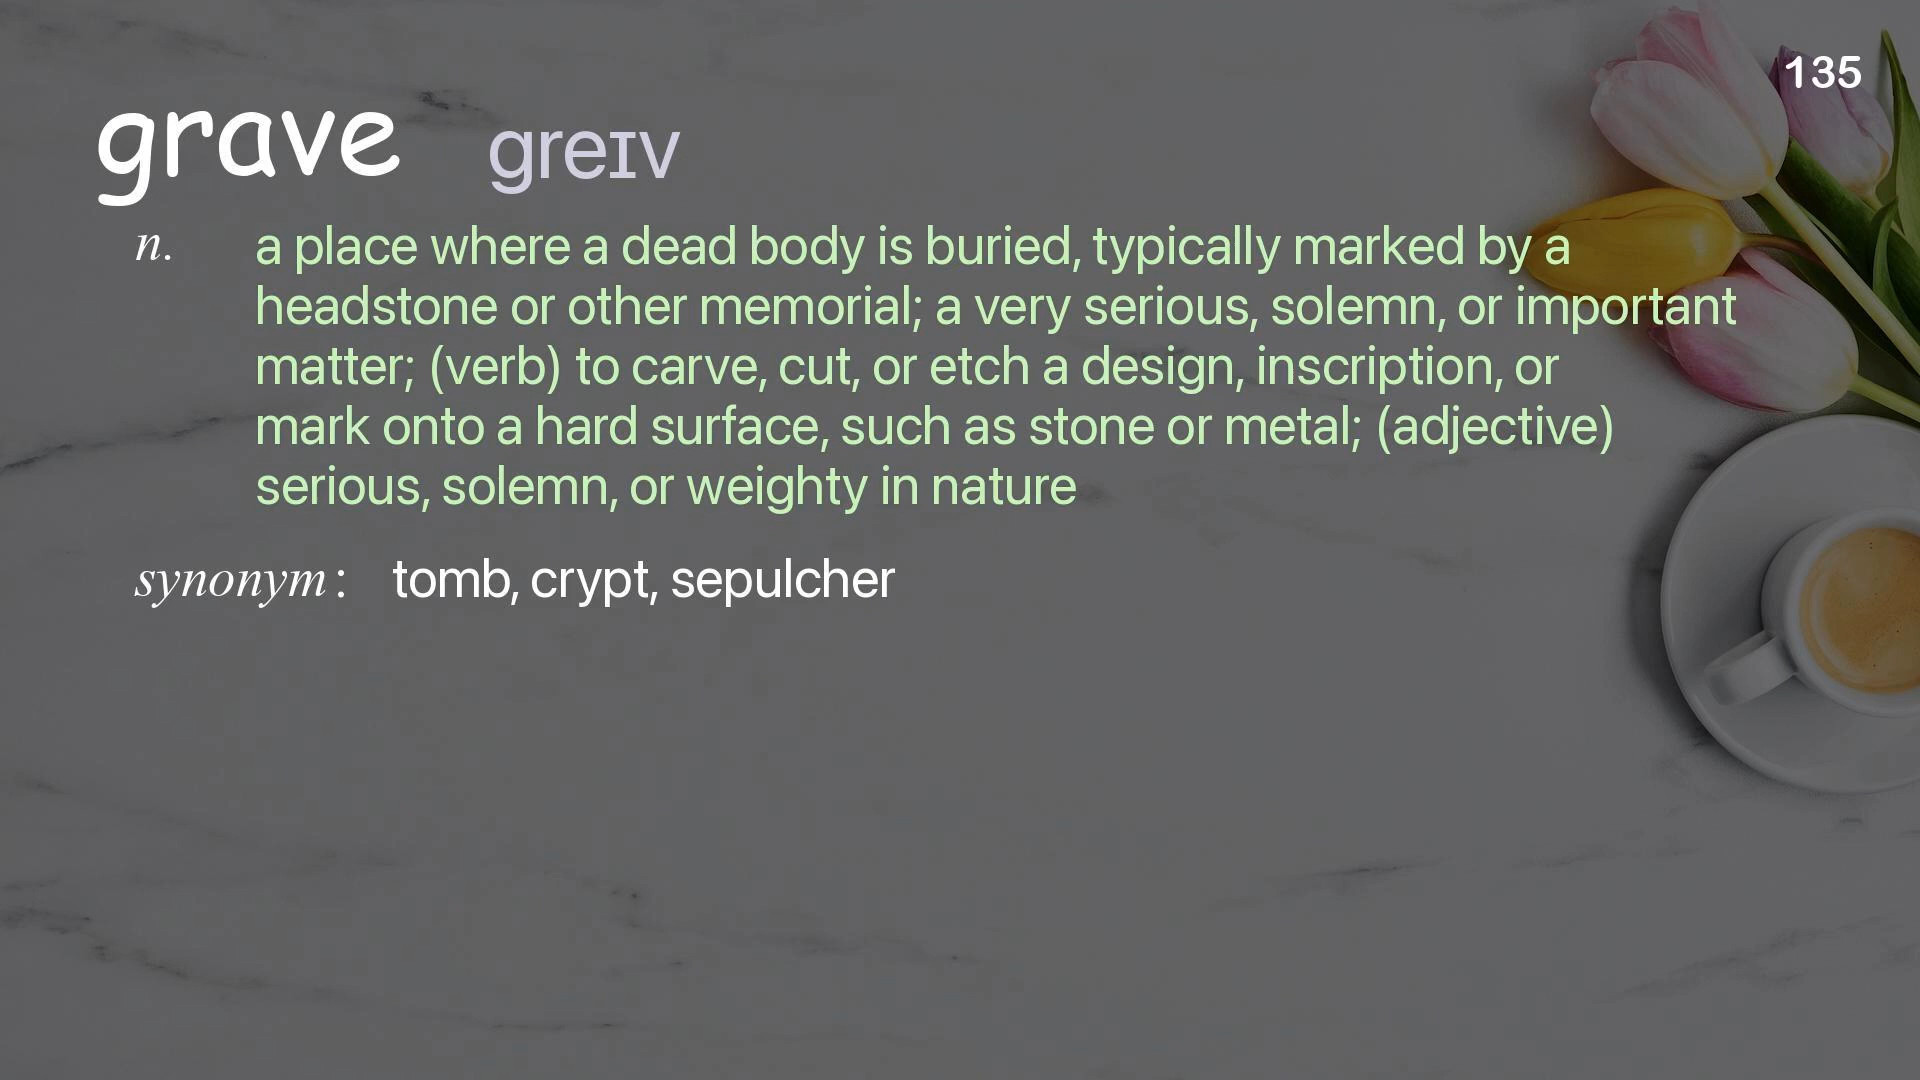 135
grave greɪv
n. a place where a dead body is buried, typically marked by a
headstone or other memorial; a very serious, solemn, or important
matter; (verb) to carve, cut, or etch a design, inscription, or
mark onto a hard surface, such as stone or metal; (adjective)
serious, solemn, or weighty in nature
synonym: tomb, crypt, sepulcher